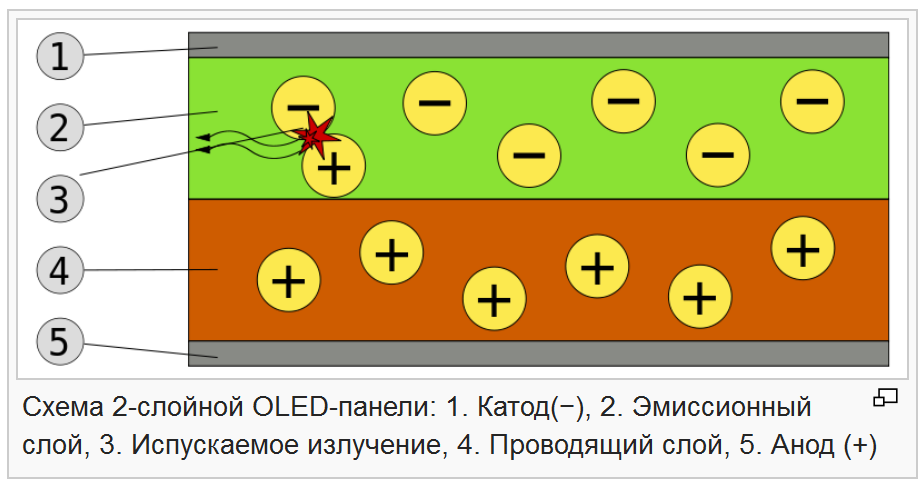 1
2
3
4
5
− − − −
− −
+
+ + + + + +
Схема 2-слойной OLED-панели: 1. Катод(−), 2. Эмиссионный
слой, 3. Испускаемое излучение, 4. Проводящий слой, 5. Анод (+)